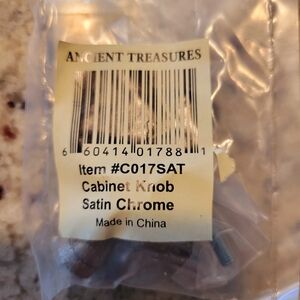 ANCIENT TREASURES
6 60414 01788 1
Item #C017SAT
Cabinet Knob
Satin Chrome
Made in China